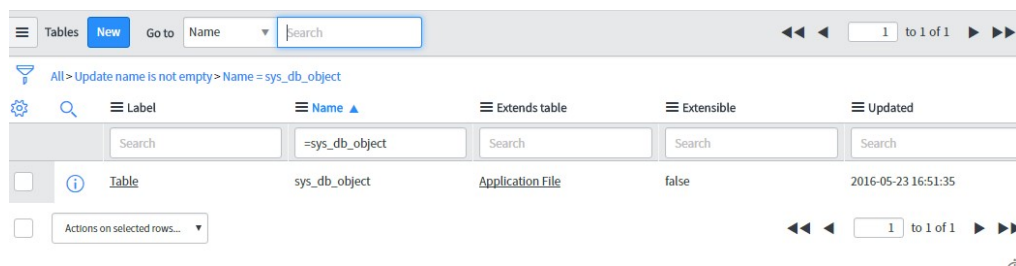 Tables New Go to Name Search 1 to 1 of 1
All > Update name is not empty > Name = sys_db_object
Label Name Extends table Extensible Updated
Search =sys_db_object Search Search Search
Table sys_db_object Application File false 2016-05-23 16:51:35
Actions on selected rows... 1 to 1 of 1